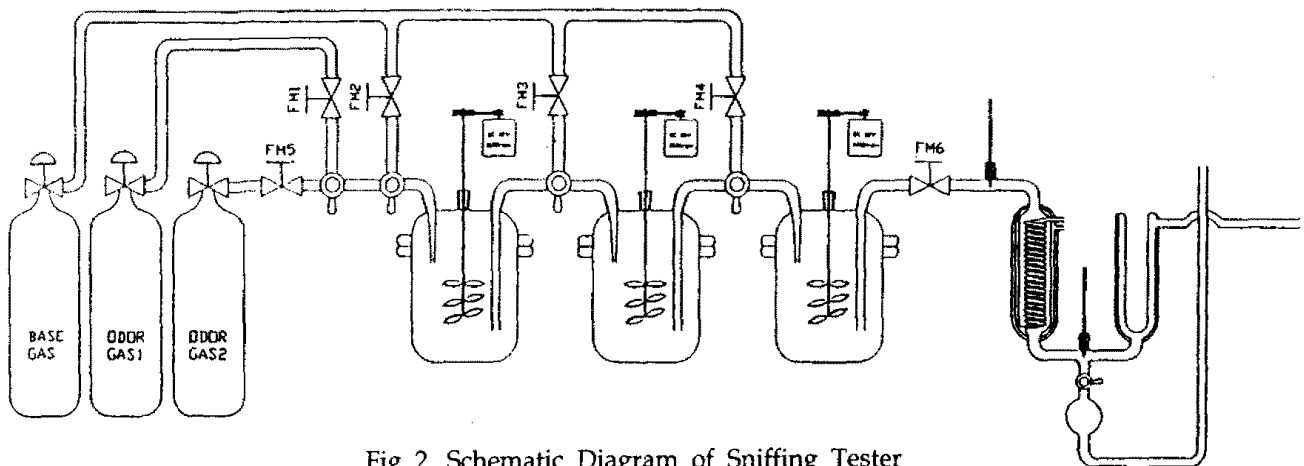 FM1
FM2
FM3
FM4
FM5
FM6
BASE
GAS
ODOR
GAS1
ODOR
GAS2
Fig. 2. Schematic Diagram of Sniffing Tester